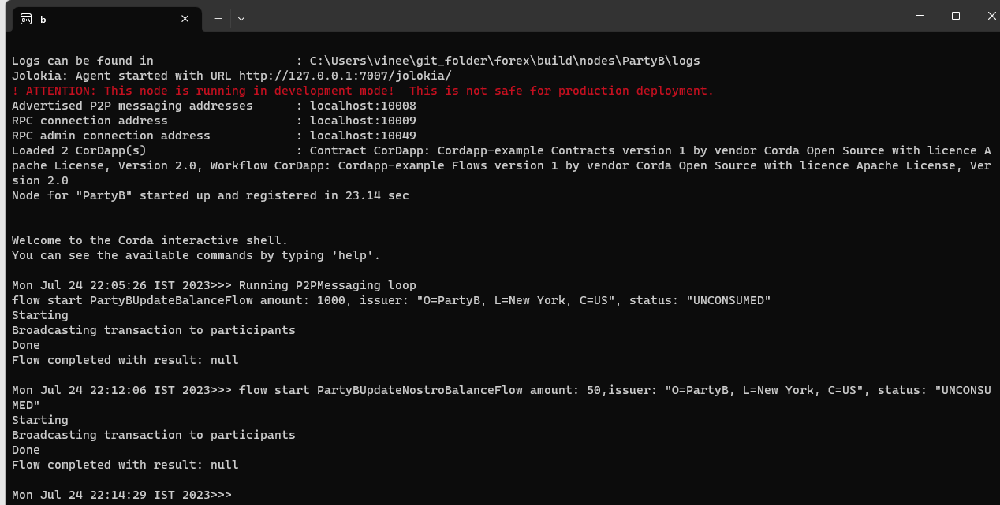 b
Logs can be found in                    : C:\Users\vinee\git_folder\forex\build\nodes\PartyB\logs
Jolokia: Agent started with URL http://127.0.0.1:7007/jolokia/
! ATTENTION: This node is running in development mode!  This is not safe for production deployment.
Advertised P2P messaging addresses      : localhost:10008
RPC connection address                  : localhost:10009
RPC admin connection address            : localhost:10049
Loaded 2 CorDapp(s)                     : Contract CorDapp: Cordapp-example Contracts version 1 by vendor Corda Open Source with licence A
pache License, Version 2.0, Workflow CorDapp: Cordapp-example Flows version 1 by vendor Corda Open Source with licence Apache License, Ver
sion 2.0
Node for "PartyB" started up and registered in 23.14 sec
Welcome to the Corda interactive shell.
You can see the available commands by typing 'help'.
Mon Jul 24 22:05:26 IST 2023>>> Running P2PMessaging loop
flow start PartyBUpdateBalanceFlow amount: 1000, issuer: "O=PartyB, L=New York, C=US", status: "UNCONSUMED"
Starting
Broadcasting transaction to participants
Done
Flow completed with result: null
Mon Jul 24 22:12:06 IST 2023>>> flow start PartyBUpdateNostroBalanceFlow amount: 50,issuer: "O=PartyB, L=New York, C=US", status: "UNCONSU
MED"
Starting
Broadcasting transaction to participants
Done
Flow completed with result: null
Mon Jul 24 22:14:29 IST 2023>>>